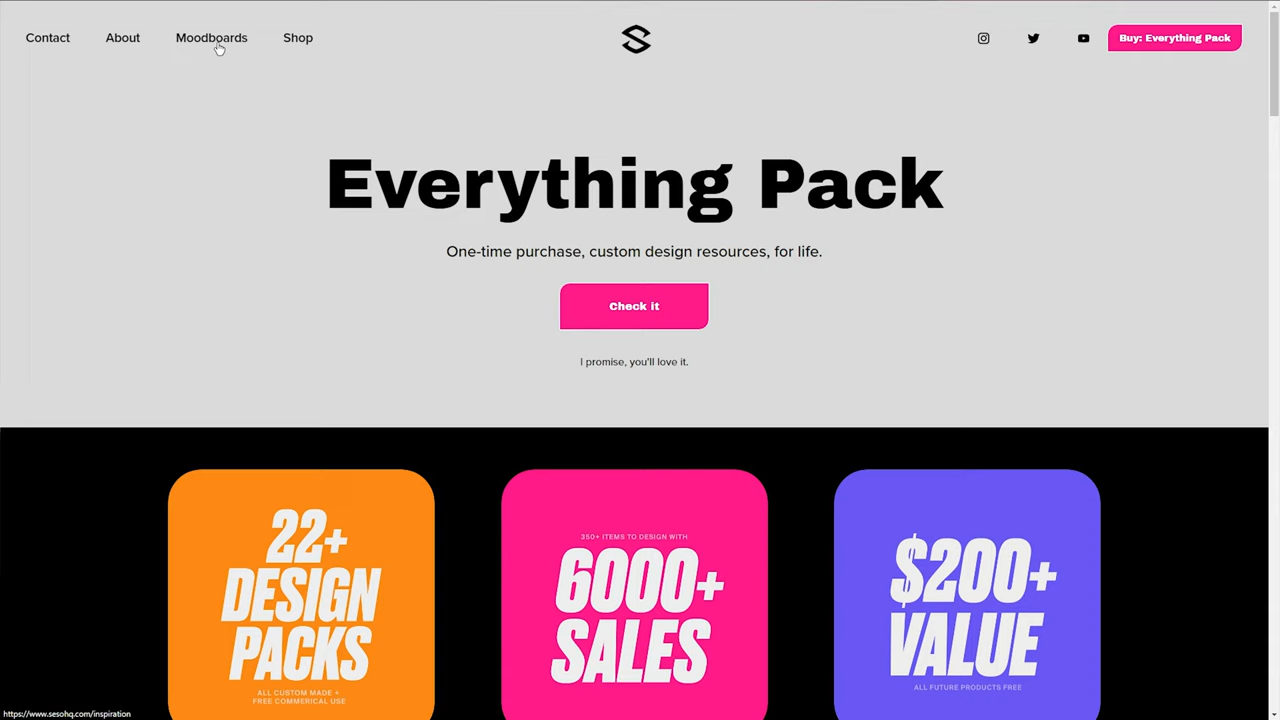 Contact
About
Moodboards
Shop
Buy: Everything Pack
Everything Pack
One-time purchase, custom design resources, for life.
Check it
I promise, you'll love it.
22+
DESIGN
PACKS
ALL CUSTOM MADE +
FREE COMMERICAL USE
350+ ITEMS TO DESIGN WITH
6000+
SALES
$200+
VALUE
ALL FUTURE PRODUCTS FREE
https://www.sesohq.com/inspiration